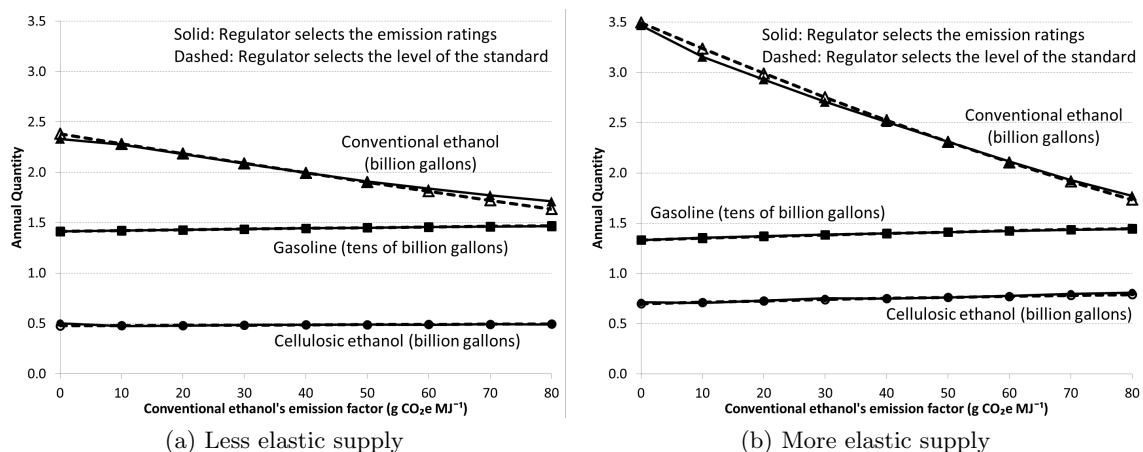 3.5
3.0
2.5
2.0
1.5
1.0
0.5
0.0
Annual Quantity
Solid: Regulator selects the emission ratings
Dashed: Regulator selects the level of the standard
Conventional ethanol
(billion gallons)
Gasoline (tens of billion gallons)
Cellulosic ethanol (billion gallons)
0 10 20 30 40 50 60 70 80
Conventional ethanol's emission factor (g CO₂e MJ⁻¹)
(a) Less elastic supply
3.5
3.0
2.5
2.0
1.5
1.0
0.5
0.0
Annual Quantity
Solid: Regulator selects the emission ratings
Dashed: Regulator selects the level of the standard
Conventional ethanol
(billion gallons)
Gasoline (tens of billion gallons)
Cellulosic ethanol (billion gallons)
0 10 20 30 40 50 60 70 80
Conventional ethanol's emission factor (g CO₂e MJ⁻¹)
(b) More elastic supply